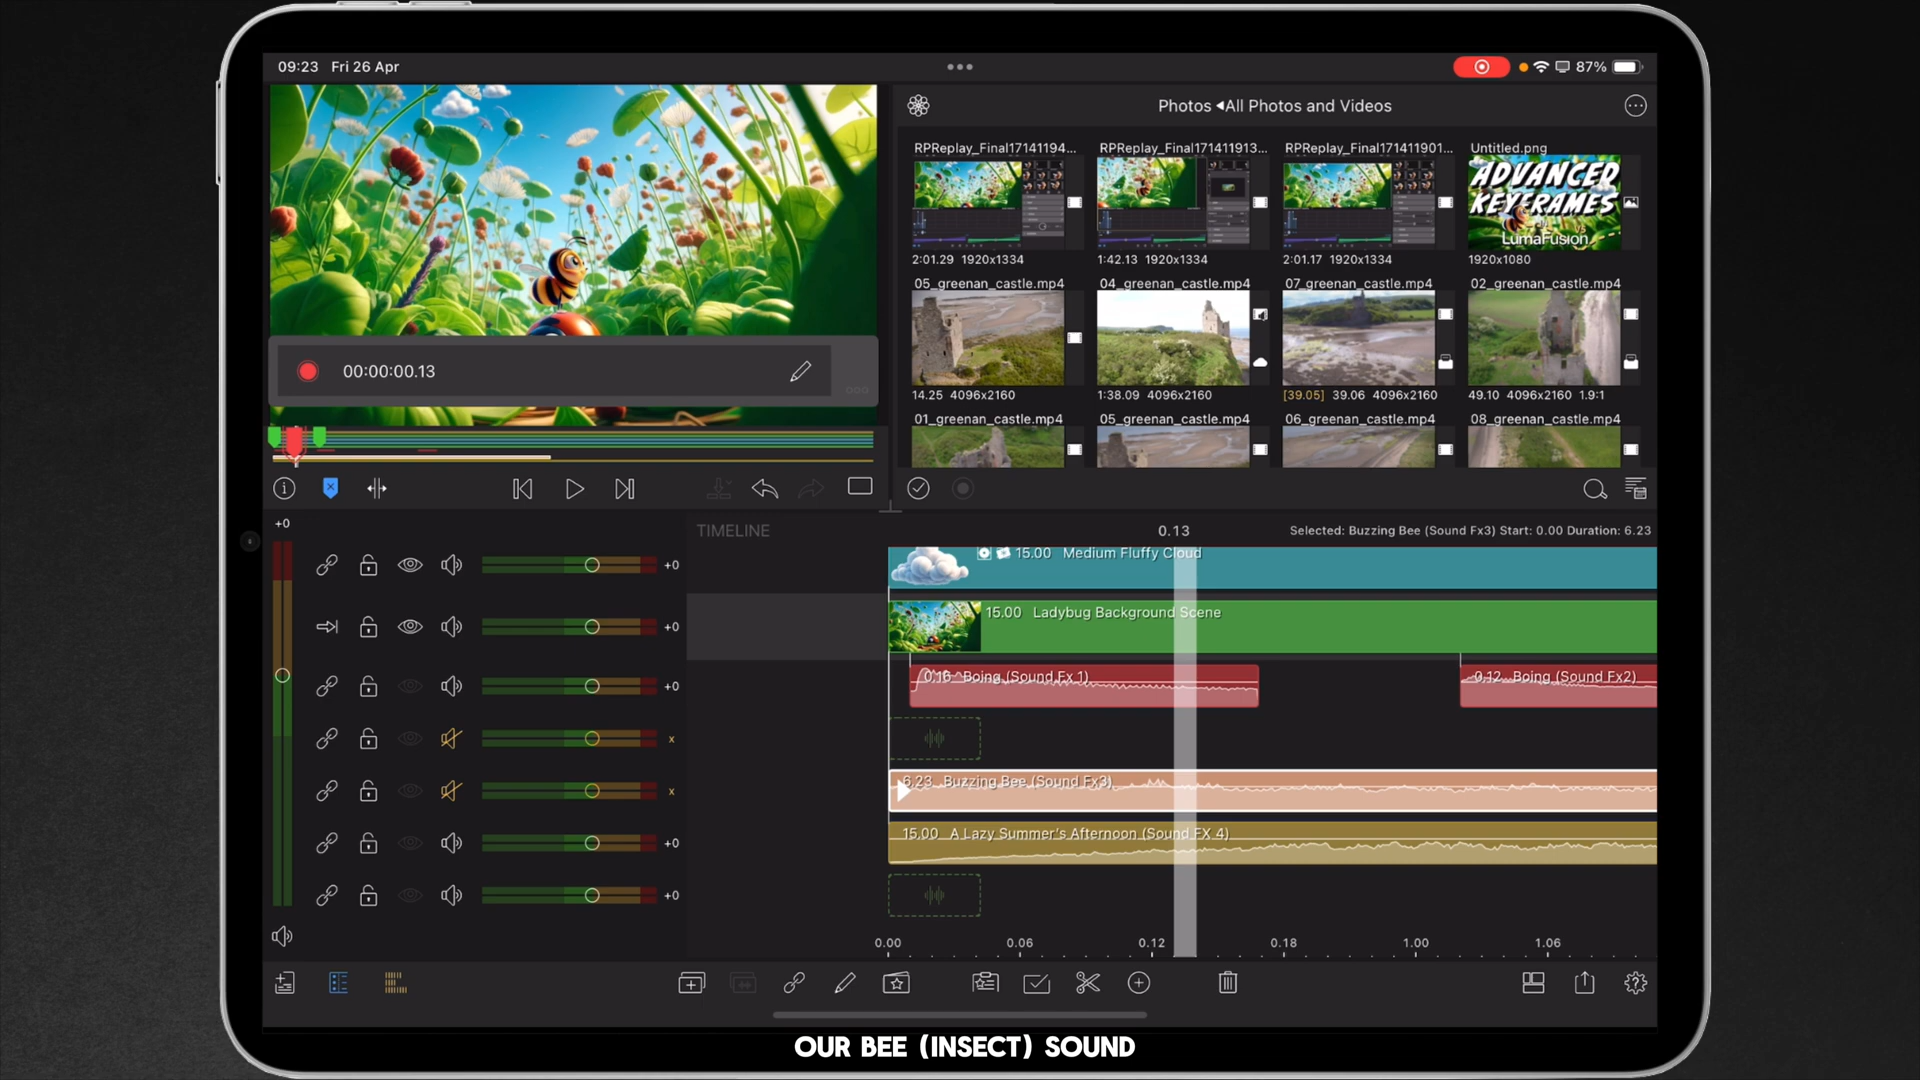 09:23 Fri 26 Apr
87%
Photos ◂All Photos and Videos
RPReplay_Final171411194...
RPReplay_Final171411913...
RPReplay_Final171411901...
Untitled.png
ADVANCED
KEYFRAMES
LumaFusion
2:01.29 1920x1334
1:42.13 1920x1334
2:01.17 1920x1334
1920x1080
05_greenan_castle.mp4
04_greenan_castle.mp4
07_greenan_castle.mp4
02_greenan_castle.mp4
00:00:00.13
14.25 4096x2160
1:38.09 4096x2160
[39.05] 39.06 4096x2160
49.10 4096x2160 1.9:1
01_greenan_castle.mp4
05_greenan_castle.mp4
06_greenan_castle.mp4
08_greenan_castle.mp4
+0
TIMELINE
0.13
Selected: Buzzing Bee (Sound Fx3) Start: 0.00 Duration: 6.23
+0
15.00 Medium Fluffy Cloud
+0
15.00 Ladybug Background Scene
+0
0.16 Boing (Sound Fx 1)
0.12 Boing (Sound Fx2)
x
x
6.23 Buzzing Bee (Sound Fx3)
+0
15.00 A Lazy Summer's Afternoon (Sound FX 4)
+0
0.00 0.06 0.12 0.18 1.00 1.06
OUR BEE (INSECT) SOUND